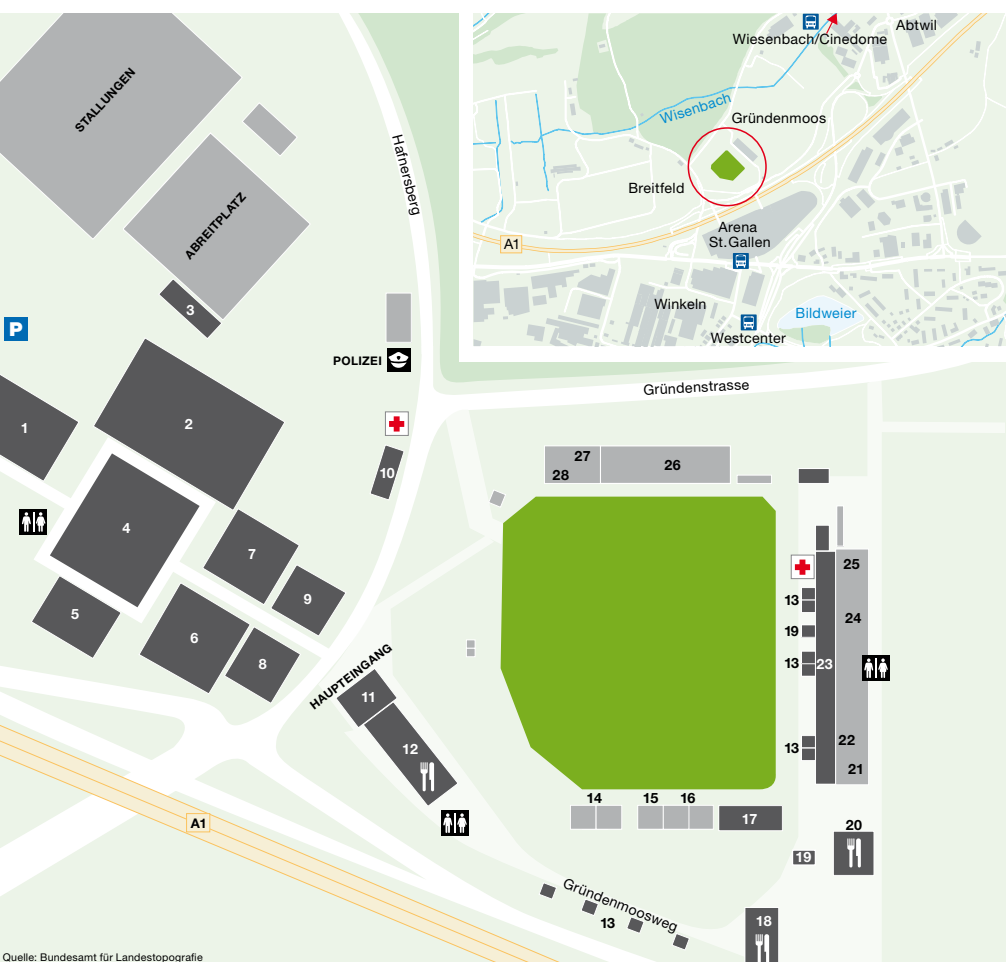 STALLUNGEN
ABREITPLATZ
3
P
Hafnersberg
POLIZEI
Wiesenbach/Cinedome
Abtwil
Wisenbach
Gründenmoos
Breitfeld
Arena
St.Gallen
A1
Winkeln
Bildweier
Westcenter
Gründenstrasse
1
2
10
4
7
9
5
6
8
27
28
26
25
13
24
19
13
23
13
22
21
HAUPTEINGANG
11
12
14
15
16
17
20
19
A1
Gründenmoosweg
13
18
Quelle: Bundesamt für Landestopografie